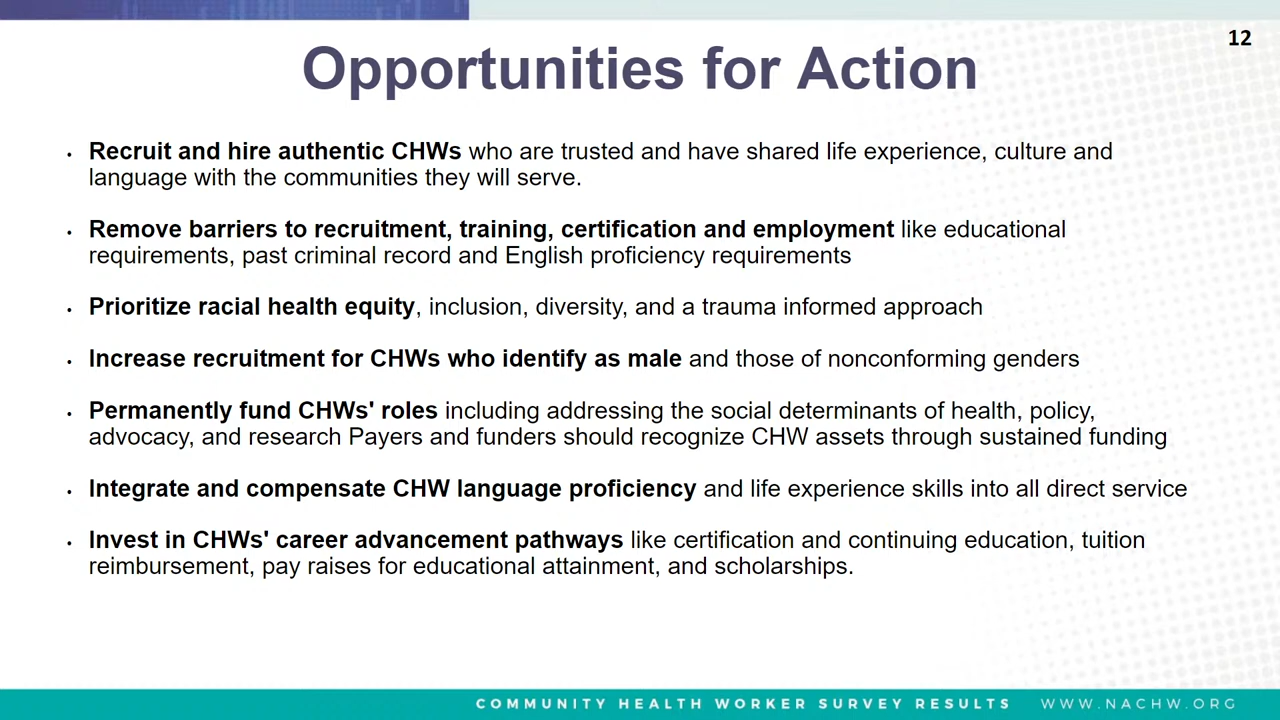 12
Opportunities for Action
• Recruit and hire authentic CHWs who are trusted and have shared life experience, culture and
language with the communities they will serve.
• Remove barriers to recruitment, training, certification and employment like educational
requirements, past criminal record and English proficiency requirements
• Prioritize racial health equity, inclusion, diversity, and a trauma informed approach
• Increase recruitment for CHWs who identify as male and those of nonconforming genders
• Permanently fund CHWs' roles including addressing the social determinants of health, policy,
advocacy, and research Payers and funders should recognize CHW assets through sustained funding
• Integrate and compensate CHW language proficiency and life experience skills into all direct service
• Invest in CHWs' career advancement pathways like certification and continuing education, tuition
reimbursement, pay raises for educational attainment, and scholarships.
COMMUNITY HEALTH WORKER SURVEY RESULTS WWW.NACHW.ORG